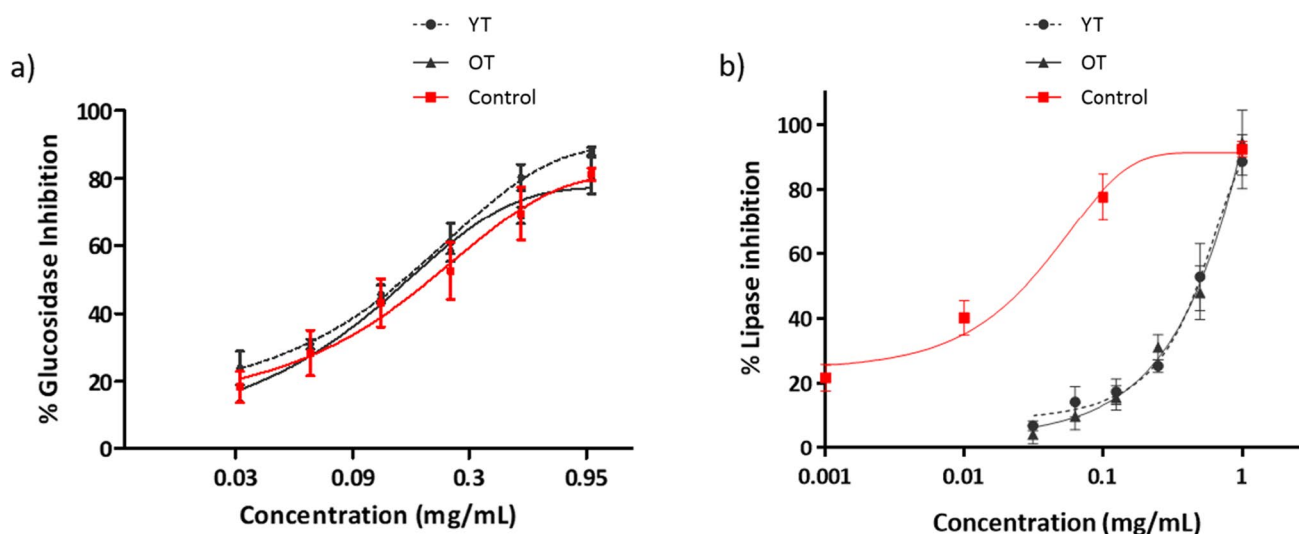 a)
YT
OT
Control
% Glucosidase Inhibition
100
80
60
40
20
0
0.03
0.09
0.3
0.95
Concentration (mg/mL)
b)
YT
OT
Control
% Lipase inhibition
100
80
60
40
20
0
0.001
0.01
0.1
1
Concentration (mg/mL)